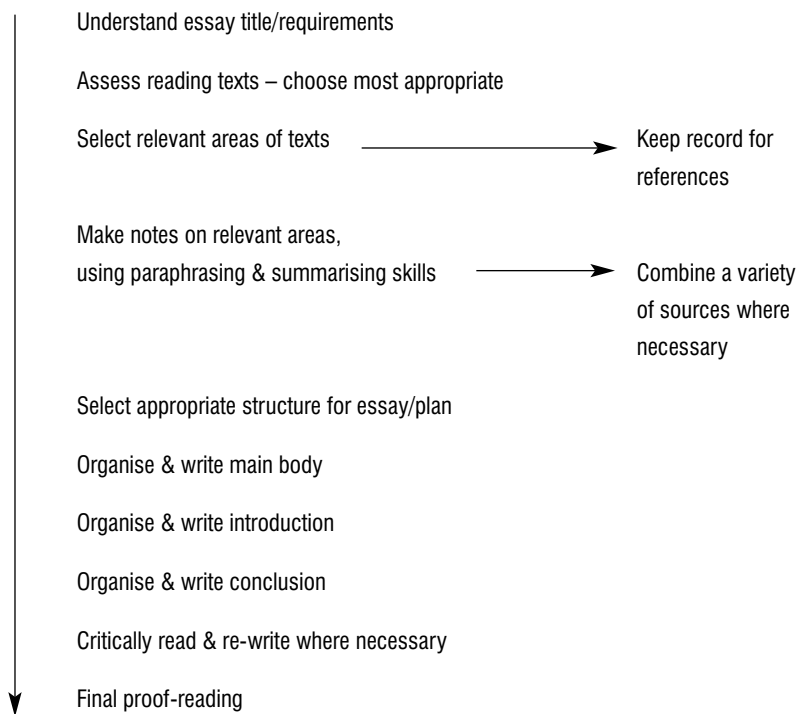 Understand essay title/requirements
Assess reading texts – choose most appropriate
Select relevant areas of texts
Keep record for
references
Make notes on relevant areas,
using paraphrasing & summarising skills
Combine a variety
of sources where
necessary
Select appropriate structure for essay/plan
Organise & write main body
Organise & write introduction
Organise & write conclusion
Critically read & re-write where necessary
Final proof-reading